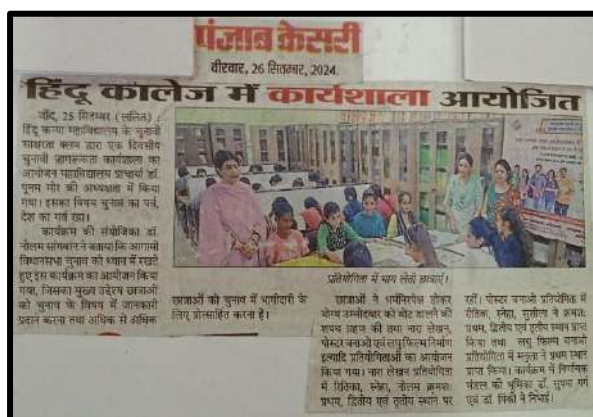 पंजाब केसरी
वीरवार, 26 सितम्बर, 2024.
हिंदू कालेज में कार्यशाला आयोजित
जींद, 25 सितम्बर (ललित) :
हिंदू कन्या महाविद्यालय के चुनावी
साक्षरता क्लब द्वारा एक दिवसीय
चुनावी जागरूकता कार्यशाला का
आयोजन महाविद्यालय प्राचार्या डॉ.
पूनम मोर की अध्यक्षता में किया
गया। इसका विषय चुनाव का पर्व,
देश का गर्व रहा।
कार्यक्रम की संयोजिका डॉ.
नीलम सांगवान ने बताया कि आगामी
विधानसभा चुनाव को ध्यान में रखते
हुए इस कार्यक्रम का आयोजन किया
गया, जिसका मुख्य उद्देश्य छात्राओं
को चुनाव के विषय में जानकारी
प्रदान करना तथा अधिक से अधिक
प्रतियोगिता में भाग लेती छात्राएं।
छात्राओं को चुनाव में भागीदारी के
लिए प्रोत्साहित करना है।
छात्राओं ने धर्मनिरपेक्ष होकर
योग्य उम्मीदवार को वोट डालने की
शपथ ग्रहण की तथा नारा लेखन,
पोस्टर बनाओ एवं लघु फिल्म निर्माण
इत्यादि प्रतियोगिताओं का आयोजन
किया गया। नारा लेखन प्रतियोगिता
में रितिका, स्नेहा, नीलम क्रमशः
प्रथम, द्वितीय एवं तृतीय स्थान पर
रहीं। पोस्टर बनाओ प्रतियोगिता में
रीतिक, स्नेहा, सुशीला ने क्रमशः
प्रथम, द्वितीय एवं तृतीय स्थान प्राप्त
किया तथा लघु फिल्म बनाओ
प्रतियोगिता में ने प्रथम स्थान
प्राप्त किया। कार्यक्रम में निर्णायक
मंडल की भूमिका डॉ. गर्ग
एवं डॉ. पिंकी ने निभाई।